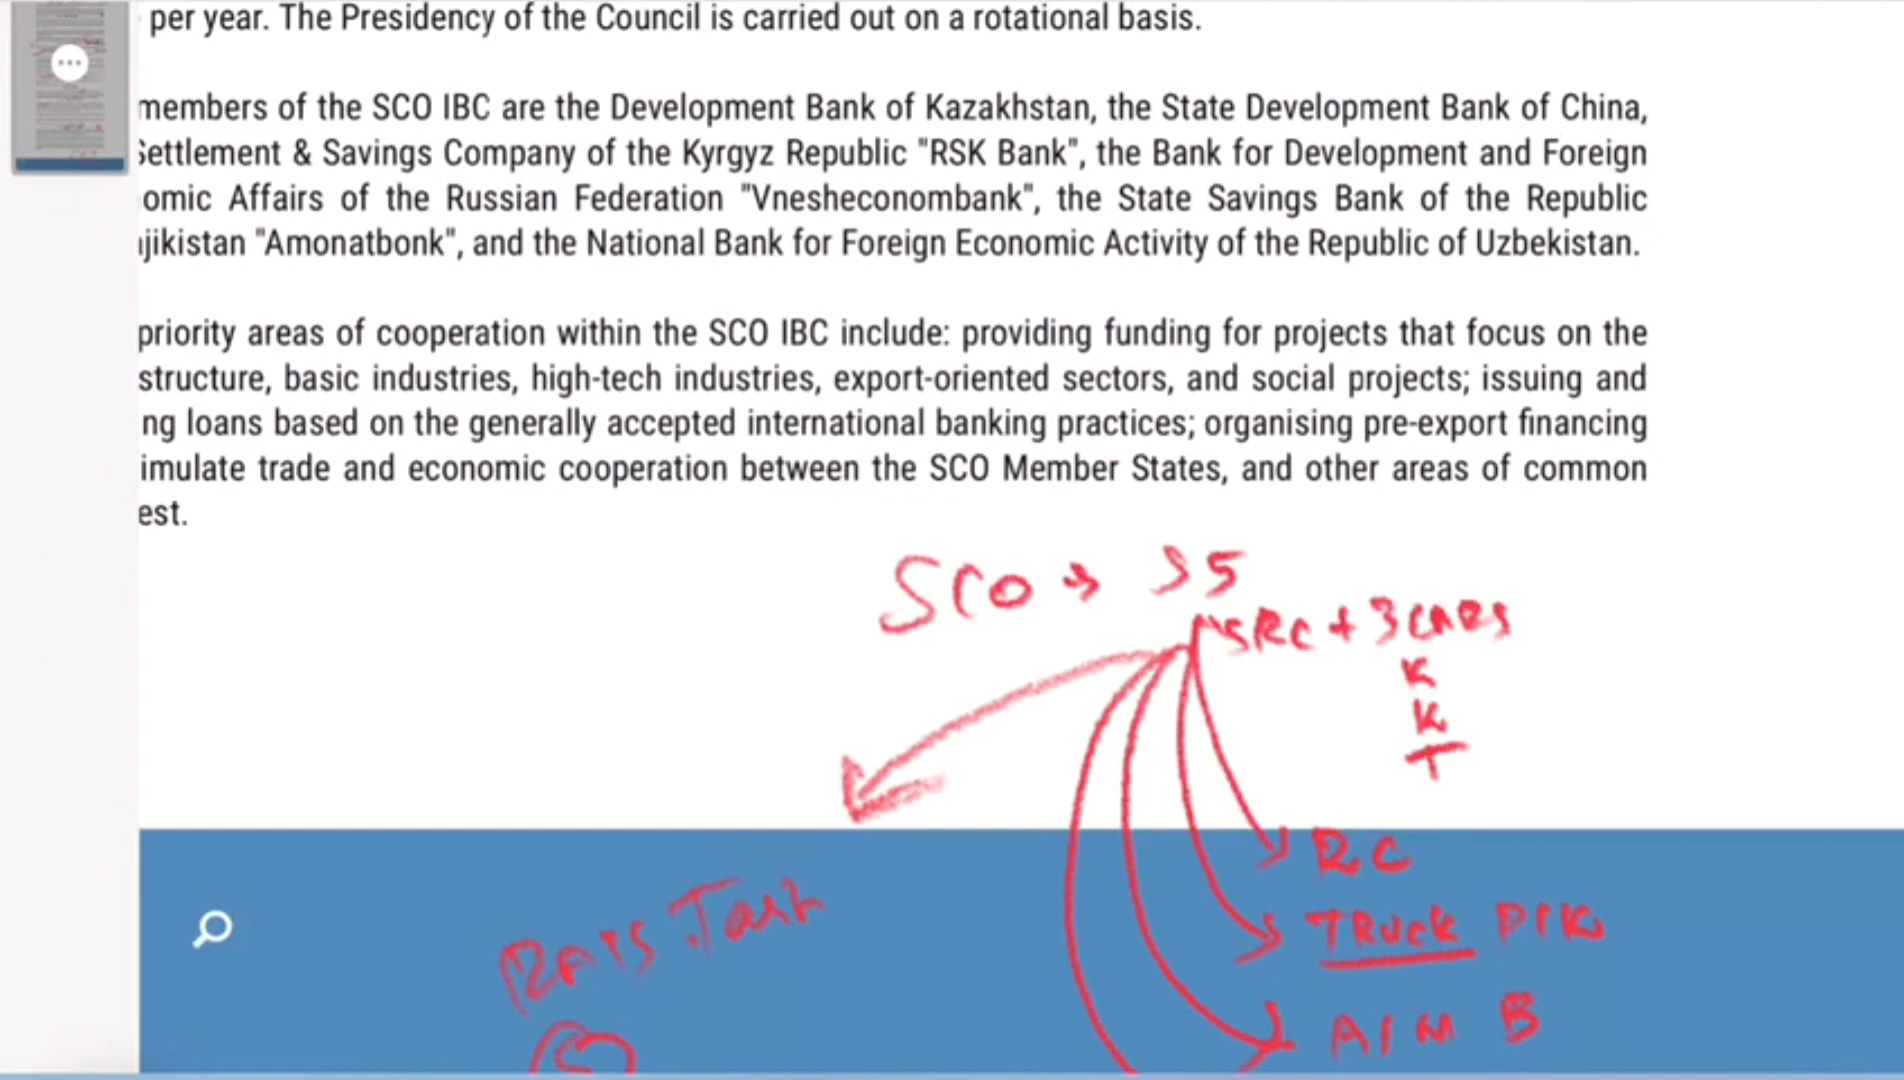 per year. The Presidency of the Council is carried out on a rotational basis.
members of the SCO IBC are the Development Bank of Kazakhstan, the State Development Bank of China,
Settlement & Savings Company of the Kyrgyz Republic "RSK Bank", the Bank for Development and Foreign
omic Affairs of the Russian Federation "Vnesheconombank", the State Savings Bank of the Republic
jikistan "Amonatbonk", and the National Bank for Foreign Economic Activity of the Republic of Uzbekistan.
priority areas of cooperation within the SCO IBC include: providing funding for projects that focus on the
structure, basic industries, high-tech industries, export-oriented sectors, and social projects; issuing and
ng loans based on the generally accepted international banking practices; organising pre-export financing
imulate trade and economic cooperation between the SCO Member States, and other areas of common
est.
SCO → S5
SRC + 3 CARS
K
K
T
RC
TRUCK
AIM B